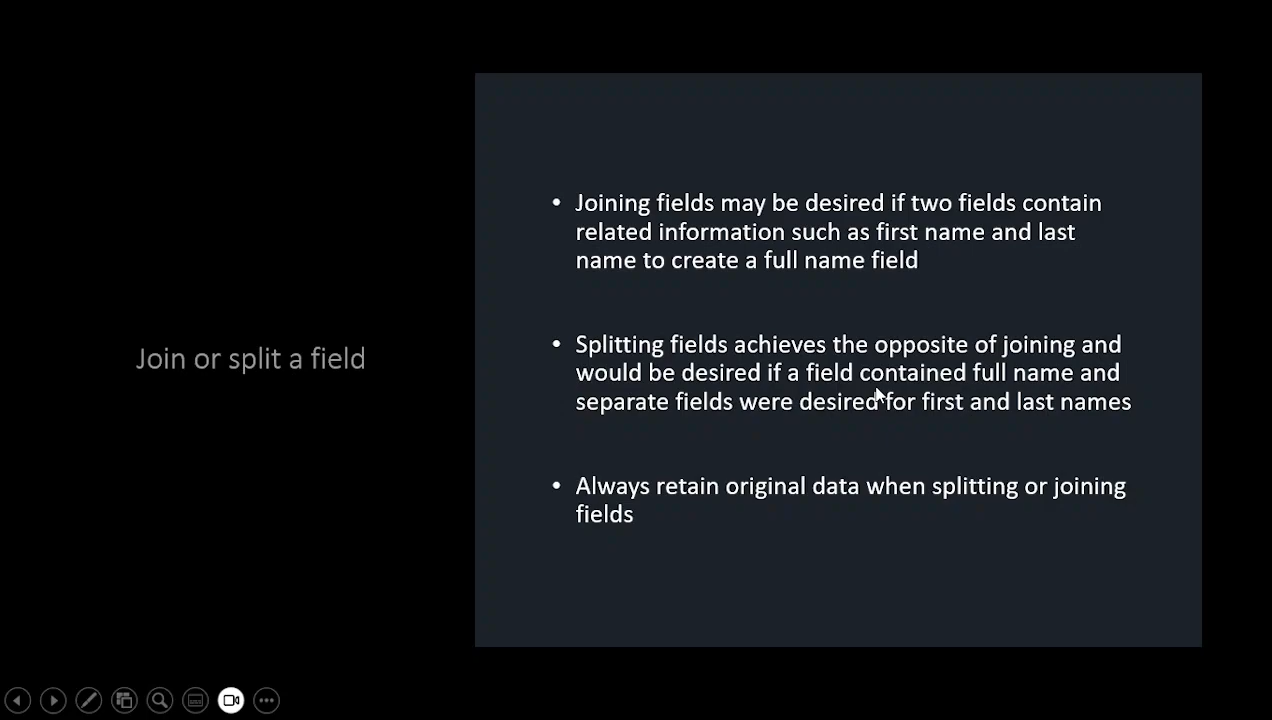 Join or split a field
• Joining fields may be desired if two fields contain
related information such as first name and last
name to create a full name field
• Splitting fields achieves the opposite of joining and
would be desired if a field contained full name and
separate fields were desired for first and last names
• Always retain original data when splitting or joining
fields